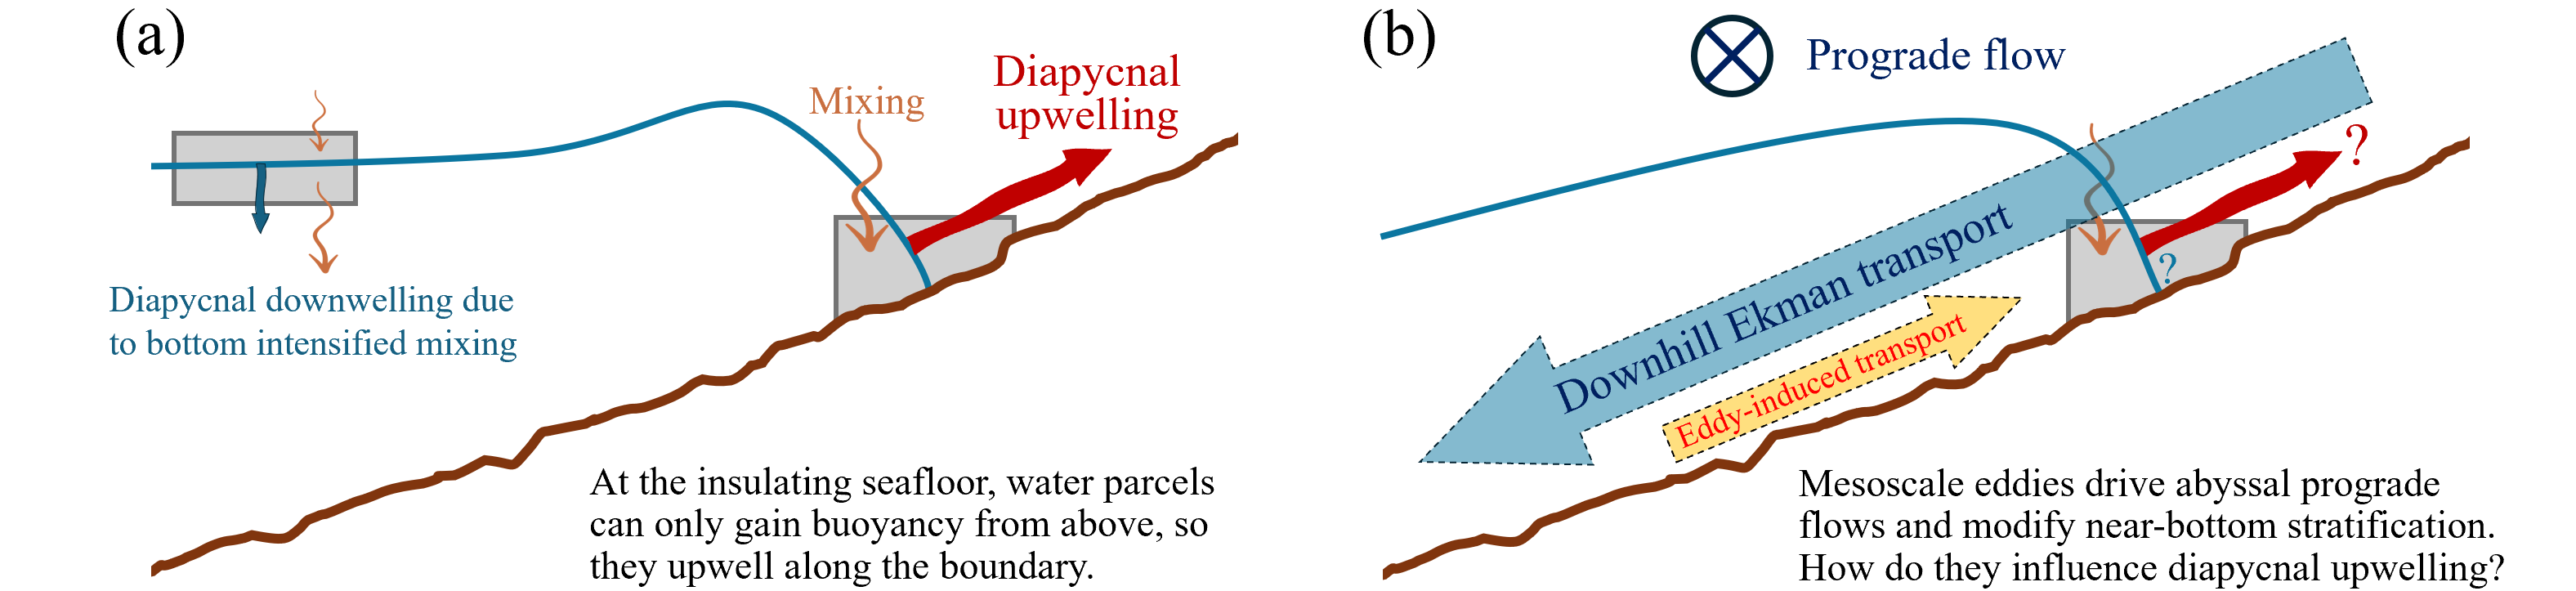 (a)
Mixing
Diapycnal
upwelling
Diapycnal downwelling due
to bottom intensified mixing
At the insulating seafloor, water parcels
can only gain buoyancy from above, so
they upwell along the boundary.
(b)
Prograde flow
?
?
Downhill Ekman transport
Eddy-induced transport
Mesoscale eddies drive abyssal prograde
flows and modify near-bottom stratification.
How do they influence diapycnal upwelling?